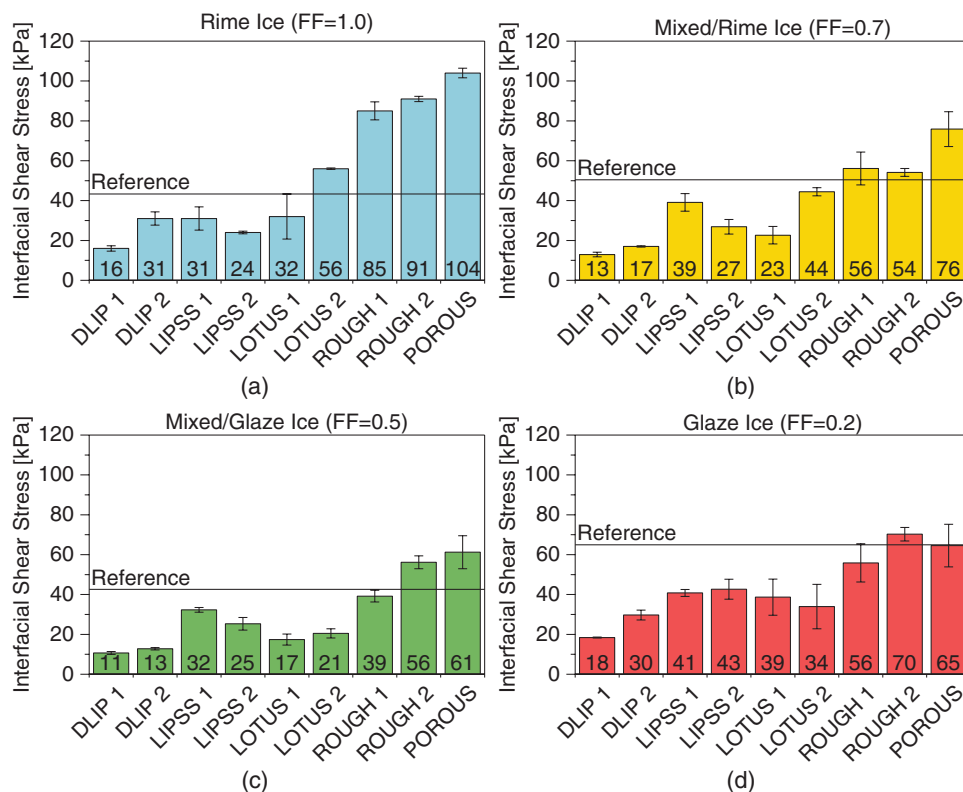 Rime Ice (FF=1.0)
Interfacial Shear Stress [kPa]
120
100
80
60
40
20
0
Reference
16 31 31 24 32 56 85 91 104
DLIP 1 DLIP 2 LIPSS 1 LIPSS 2 LOTUS 1 LOTUS 2 ROUGH 1 ROUGH 2 POROUS
(a)
Mixed/Rime Ice (FF=0.7)
Interfacial Shear Stress [kPa]
120
100
80
60
40
20
0
Reference
13 17 39 27 23 44 56 54 76
DLIP 1 DLIP 2 LIPSS 1 LIPSS 2 LOTUS 1 LOTUS 2 ROUGH 1 ROUGH 2 POROUS
(b)
Mixed/Glaze Ice (FF=0.5)
Interfacial Shear Stress [kPa]
120
100
80
60
40
20
0
Reference
11 13 32 25 17 21 39 56 61
DLIP 1 DLIP 2 LIPSS 1 LIPSS 2 LOTUS 1 LOTUS 2 ROUGH 1 ROUGH 2 POROUS
(c)
Glaze Ice (FF=0.2)
Interfacial Shear Stress [kPa]
120
100
80
60
40
20
0
Reference
18 30 41 43 39 34 56 70 65
DLIP 1 DLIP 2 LIPSS 1 LIPSS 2 LOTUS 1 LOTUS 2 ROUGH 1 ROUGH 2 POROUS
(d)